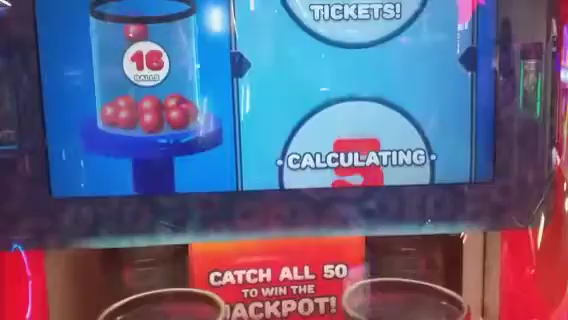 TICKETS!
16
BALLS
CALCULATING
5
CATCH ALL 50
TO WIN THE
JACKPOT!